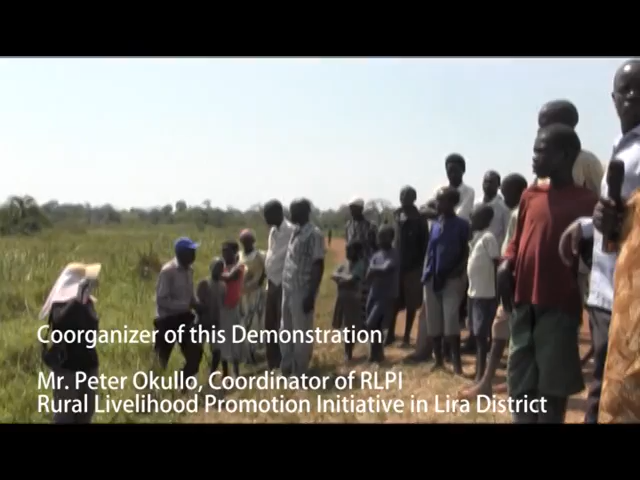 Coorganizer of this Demonstration
Mr. Peter Okullo, Coordinator of RLPI
Rural Livelihood Promotion Initiative in Lira District